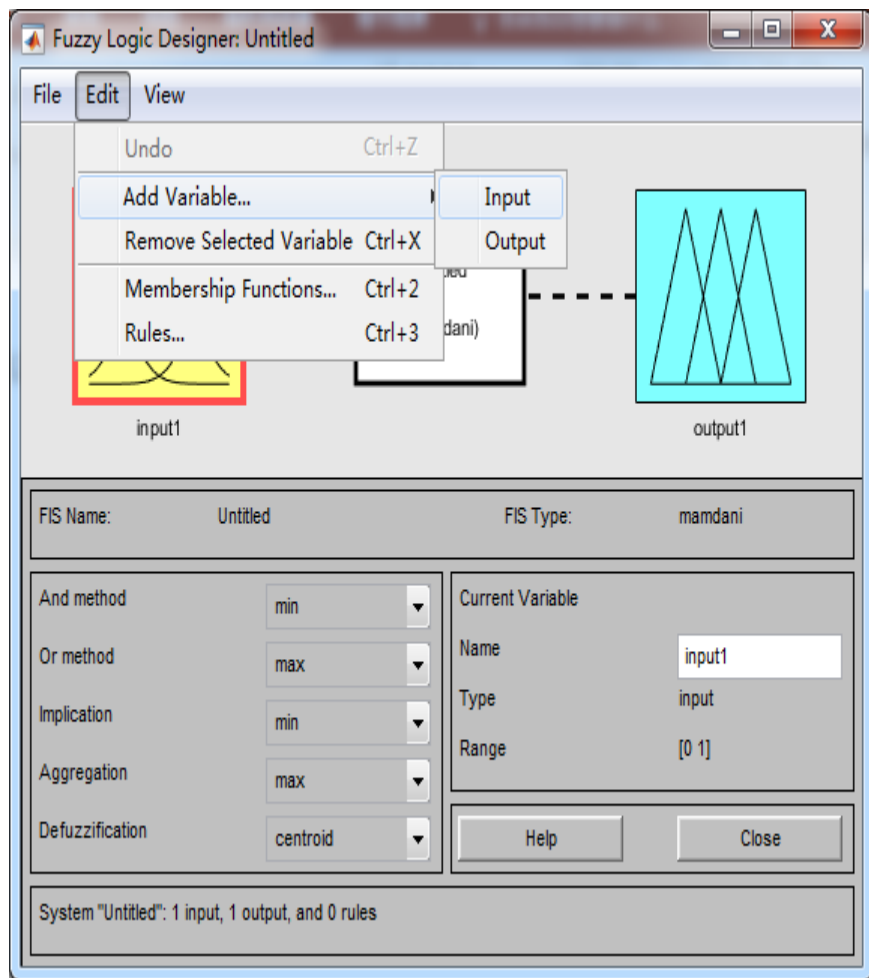 Fuzzy Logic Designer: Untitled
File Edit View
Undo Ctrl+Z
Add Variable...
Remove Selected Variable Ctrl+X
Membership Functions... Ctrl+2
Rules... Ctrl+3
Input
Output
dani)
input1
output1
FIS Name: Untitled FIS Type: mamdani
And method min
Or method max
Implication min
Aggregation max
Defuzzification centroid
Current Variable
Name input1
Type input
Range [0 1]
Help Close
System "Untitled": 1 input, 1 output, and 0 rules